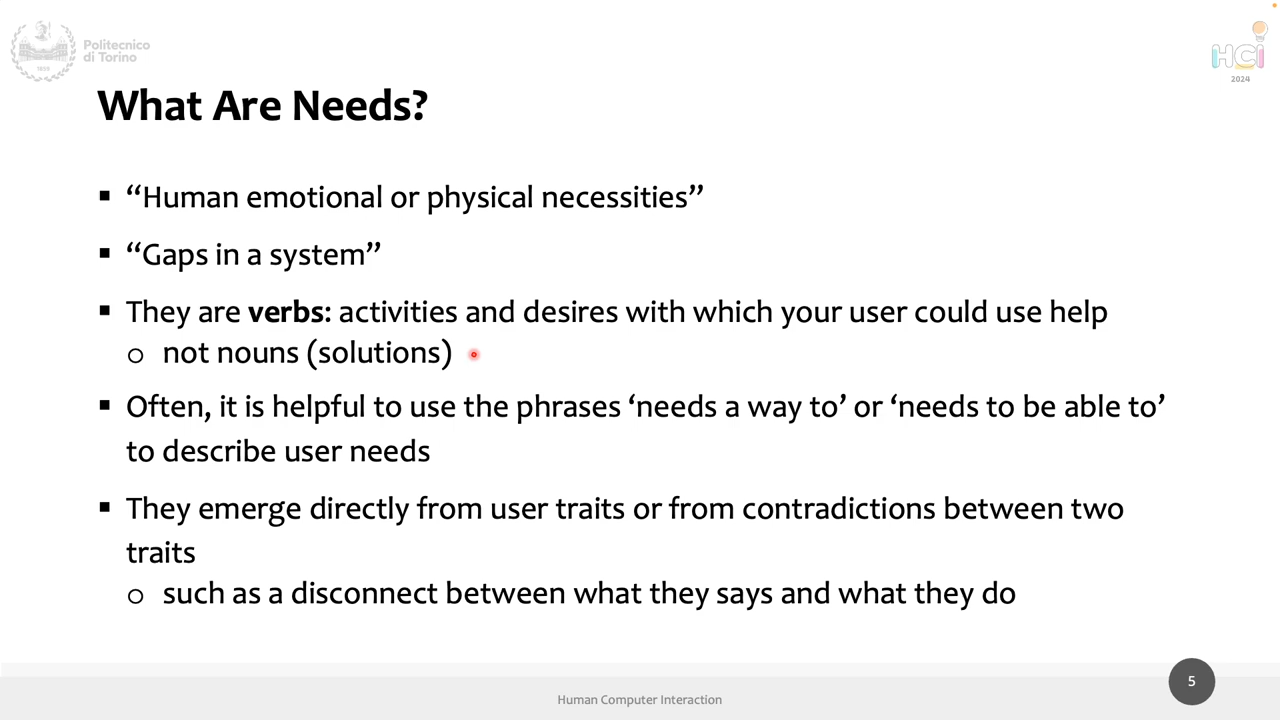 Politecnico
di Torino
1859
HCI
2024
What Are Needs?
▪ “Human emotional or physical necessities”
▪ “Gaps in a system”
▪ They are verbs: activities and desires with which your user could use help
o not nouns (solutions)
▪ Often, it is helpful to use the phrases ‘needs a way to’ or ‘needs to be able to’
to describe user needs
▪ They emerge directly from user traits or from contradictions between two
traits
o such as a disconnect between what they says and what they do
Human Computer Interaction
5